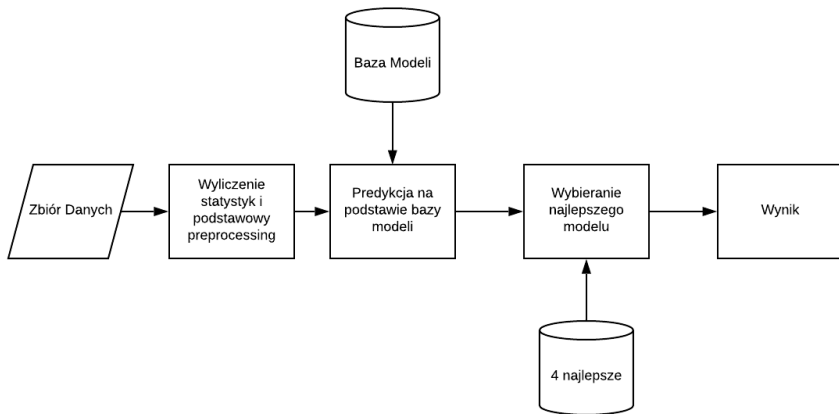 Baza Modeli
Zbiór Danych
Wyliczenie
statystyk i
podstawowy
preprocessing
Predykcja na
podstawie bazy
modeli
Wybieranie
najlepszego
modelu
Wynik
4 najlepsze